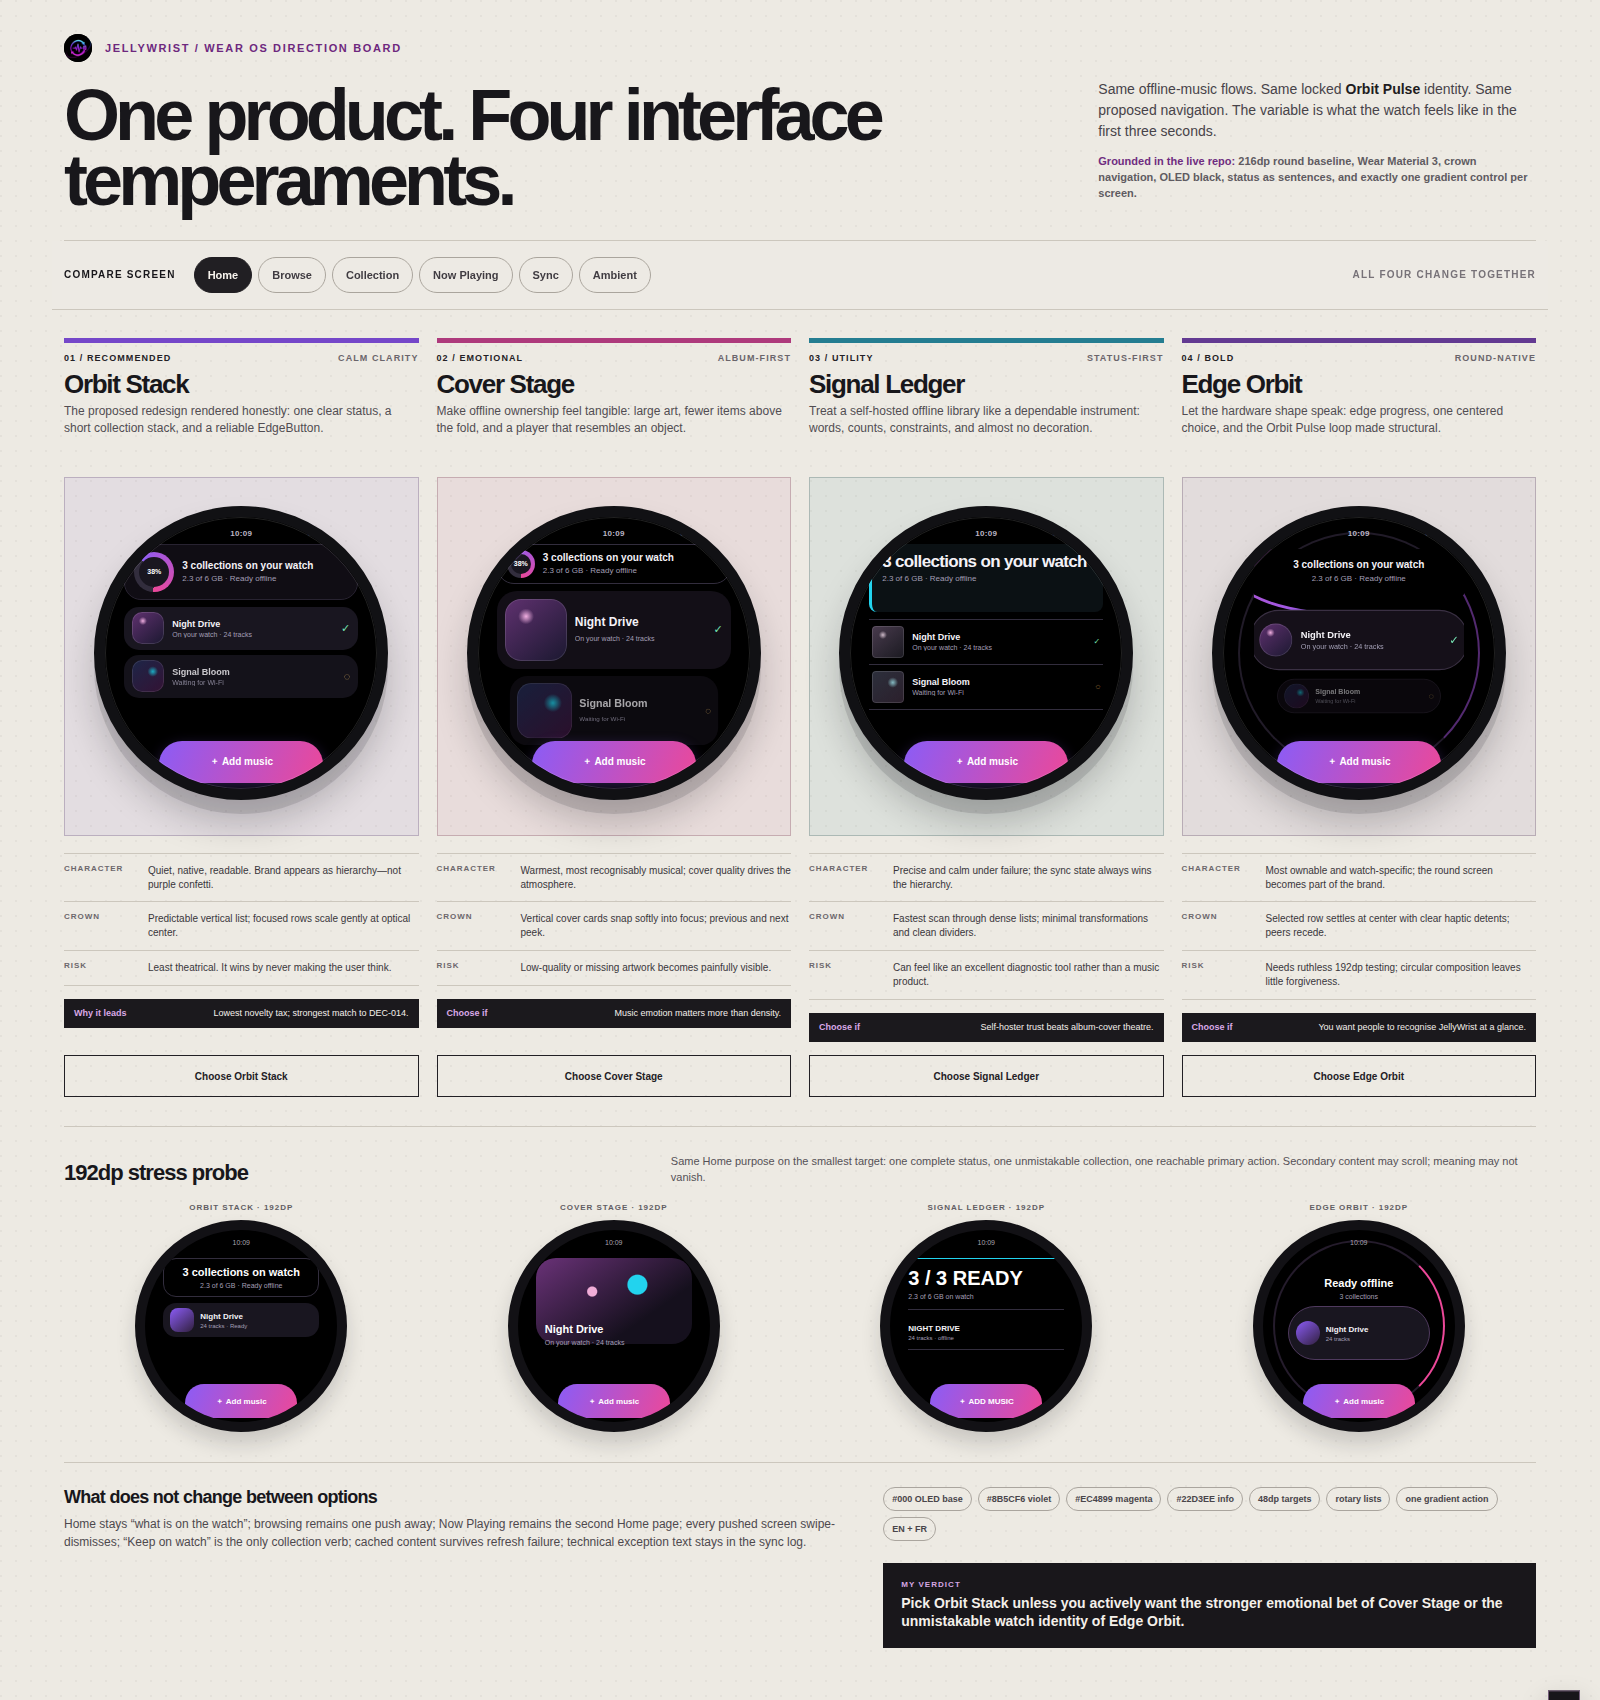 JELLYWRIST / WEAR OS DIRECTION BOARD
One product. Four interface
temperaments.
Same offline-music flows. Same locked Orbit Pulse identity. Same
proposed navigation. The variable is what the watch feels like in the
first three seconds.
Grounded in the live repo: 216dp round baseline, Wear Material 3, crown
navigation, OLED black, status as sentences, and exactly one gradient control per
screen.
COMPARE SCREEN
Home
Browse
Collection
Now Playing
Sync
Ambient
ALL FOUR CHANGE TOGETHER
01 / RECOMMENDED
CALM CLARITY
Orbit Stack
The proposed redesign rendered honestly: one clear status, a
short collection stack, and a reliable EdgeButton.
10:09
38%
3 collections on your watch
2.3 of 6 GB · Ready offline
Night Drive
On your watch · 24 tracks
✓
Signal Bloom
Waiting for Wi-Fi
○
+ Add music
CHARACTER
Quiet, native, readable. Brand appears as hierarchy—not
purple confetti.
CROWN
Predictable vertical list; focused rows scale gently at optical
center.
RISK
Least theatrical. It wins by never making the user think.
Why it leads
Lowest novelty tax; strongest match to DEC-014.
Choose Orbit Stack
02 / EMOTIONAL
ALBUM-FIRST
Cover Stage
Make offline ownership feel tangible: large art, fewer items above
the fold, and a player that resembles an object.
10:09
38%
3 collections on your watch
2.3 of 6 GB · Ready offline
Night Drive
On your watch · 24 tracks
✓
Signal Bloom
Waiting for Wi-Fi
○
+ Add music
CHARACTER
Warmest, most recognisably musical; cover quality drives the
atmosphere.
CROWN
Vertical cover cards snap softly into focus; previous and next
peek.
RISK
Low-quality or missing artwork becomes painfully visible.
Choose if
Music emotion matters more than density.
Choose Cover Stage
03 / UTILITY
STATUS-FIRST
Signal Ledger
Treat a self-hosted offline library like a dependable instrument:
words, counts, constraints, and almost no decoration.
10:09
3 collections on your watch
2.3 of 6 GB · Ready offline
Night Drive
On your watch · 24 tracks
✓
Signal Bloom
Waiting for Wi-Fi
○
+ Add music
CHARACTER
Precise and calm under failure; the sync state always wins
the hierarchy.
CROWN
Fastest scan through dense lists; minimal transformations
and clean dividers.
RISK
Can feel like an excellent diagnostic tool rather than a music
product.
Choose if
Self-hoster trust beats album-cover theatre.
Choose Signal Ledger
04 / BOLD
ROUND-NATIVE
Edge Orbit
Let the hardware shape speak: edge progress, one centered
choice, and the Orbit Pulse loop made structural.
10:09
3 collections on your watch
2.3 of 6 GB · Ready offline
Night Drive
On your watch · 24 tracks
✓
Signal Bloom
Waiting for Wi-Fi
○
+ Add music
CHARACTER
Most ownable and watch-specific; the round screen
becomes part of the brand.
CROWN
Selected row settles at center with clear haptic detents;
peers recede.
RISK
Needs ruthless 192dp testing; circular composition leaves
little forgiveness.
Choose if
You want people to recognise JellyWrist at a glance.
Choose Edge Orbit
192dp stress probe
Same Home purpose on the smallest target: one complete status, one unmistakable collection, one reachable primary action. Secondary content may scroll; meaning may not
vanish.
ORBIT STACK · 192DP
10:09
3 collections on watch
2.3 of 6 GB · Ready offline
Night Drive
24 tracks · Ready
+ Add music
COVER STAGE · 192DP
10:09
Night Drive
On your watch · 24 tracks
+ Add music
SIGNAL LEDGER · 192DP
10:09
3 / 3 READY
2.3 of 6 GB on watch
NIGHT DRIVE
24 tracks · offline
+ ADD MUSIC
EDGE ORBIT · 192DP
10:09
Ready offline
3 collections
Night Drive
24 tracks
+ Add music
What does not change between options
Home stays “what is on the watch”; browsing remains one push away; Now Playing remains the second Home page; every pushed screen swipe-
dismisses; “Keep on watch” is the only collection verb; cached content survives refresh failure; technical exception text stays in the sync log.
#000 OLED base
#8B5CF6 violet
#EC4899 magenta
#22D3EE info
48dp targets
rotary lists
one gradient action
EN + FR
MY VERDICT
Pick Orbit Stack unless you actively want the stronger emotional bet of Cover Stage or the
unmistakable watch identity of Edge Orbit.